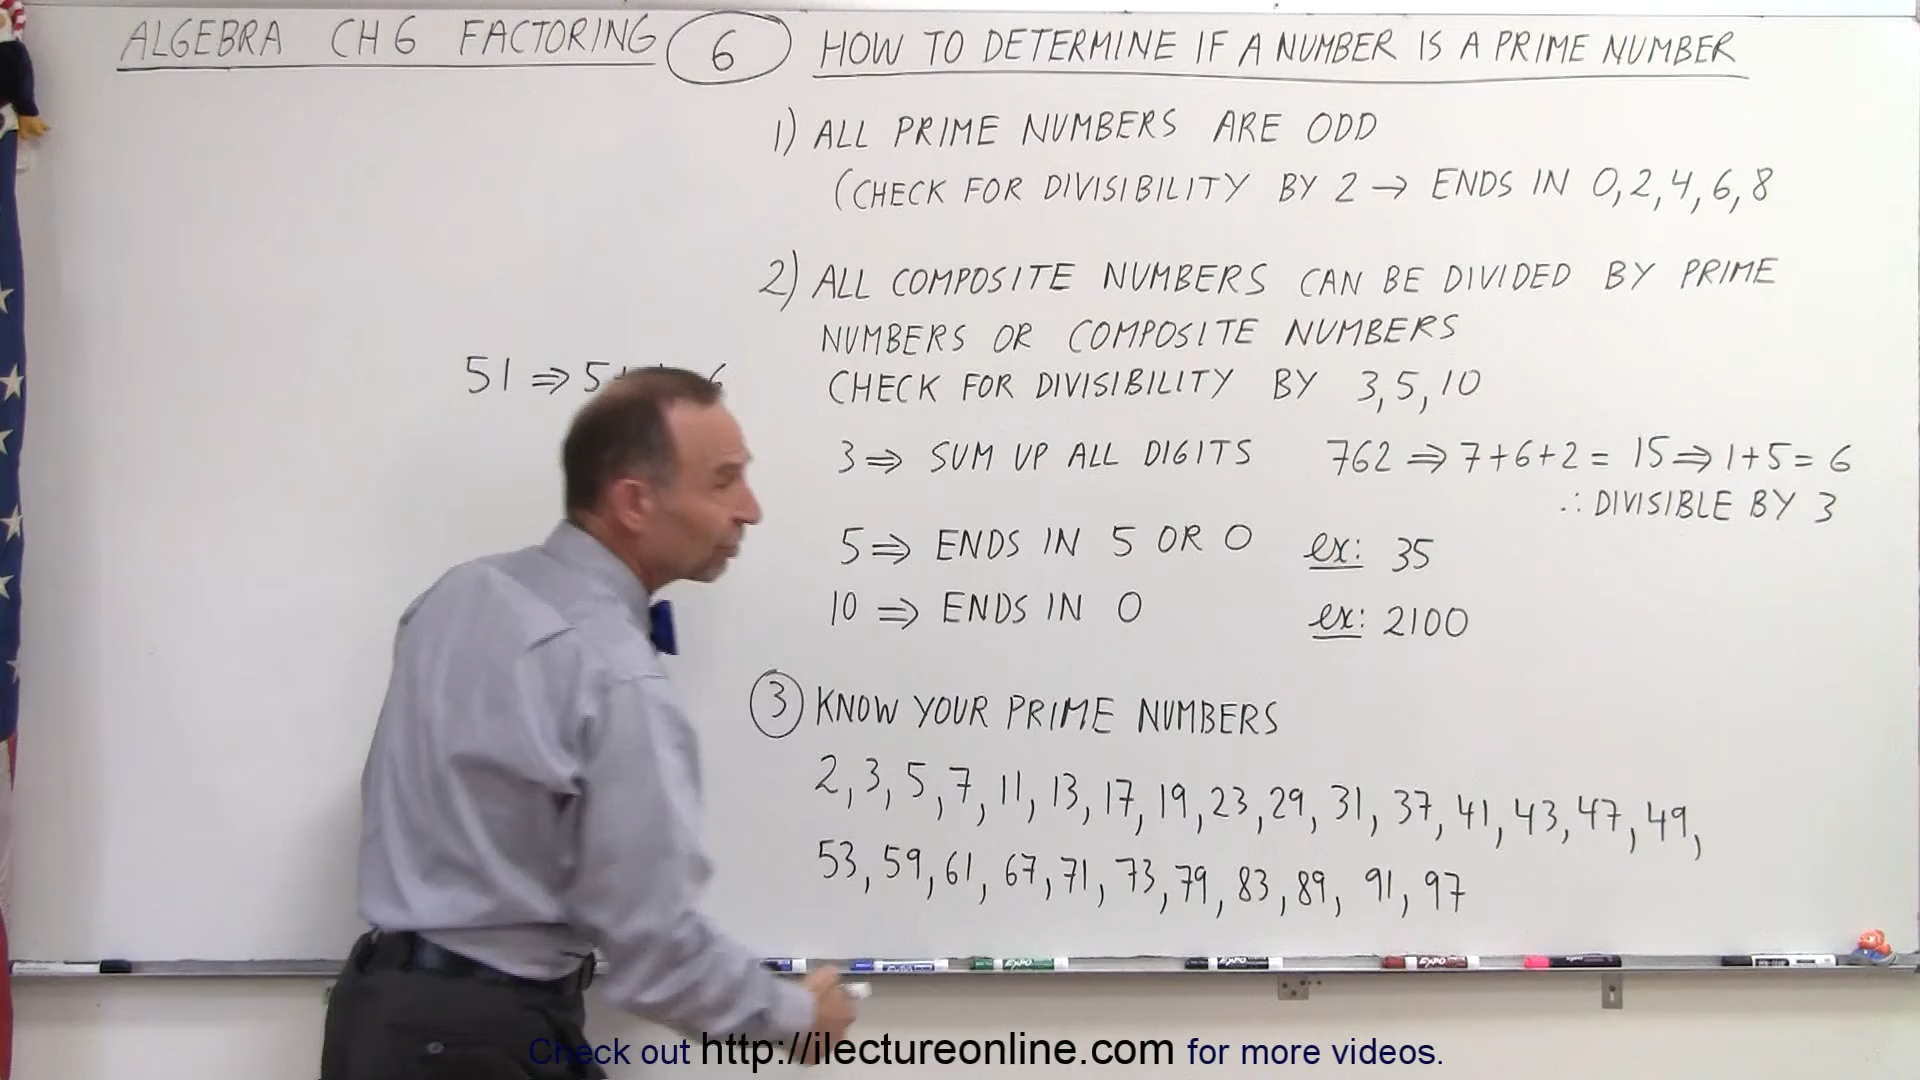 ALGEBRA CH 6 FACTORING 6 HOW TO DETERMINE IF A NUMBER IS A PRIME NUMBER
1) ALL PRIME NUMBERS ARE ODD
(CHECK FOR DIVISIBILITY BY 2 → ENDS IN 0, 2, 4, 6, 8
2) ALL COMPOSITE NUMBERS CAN BE DIVIDED BY PRIME
NUMBERS OR COMPOSITE NUMBERS
51 ⇒ 5+ 6
CHECK FOR DIVISIBILITY BY 3, 5, 10
3 ⇒ SUM UP ALL DIGITS 762 ⇒ 7+6+2 = 15 ⇒ 1+5 = 6
∴ DIVISIBLE BY 3
5 ⇒ ENDS IN 5 OR 0 ex: 35
10 ⇒ ENDS IN 0 ex: 2100
3 KNOW YOUR PRIME NUMBERS
2, 3, 5, 7, 11, 13, 17, 19, 23, 29, 31, 37, 41, 43, 47, 49,
53, 59, 61, 67, 71, 73, 79, 83, 89, 91, 97
EXPO EXPO EXPO
Check out http://ilectureonline.com for more videos.